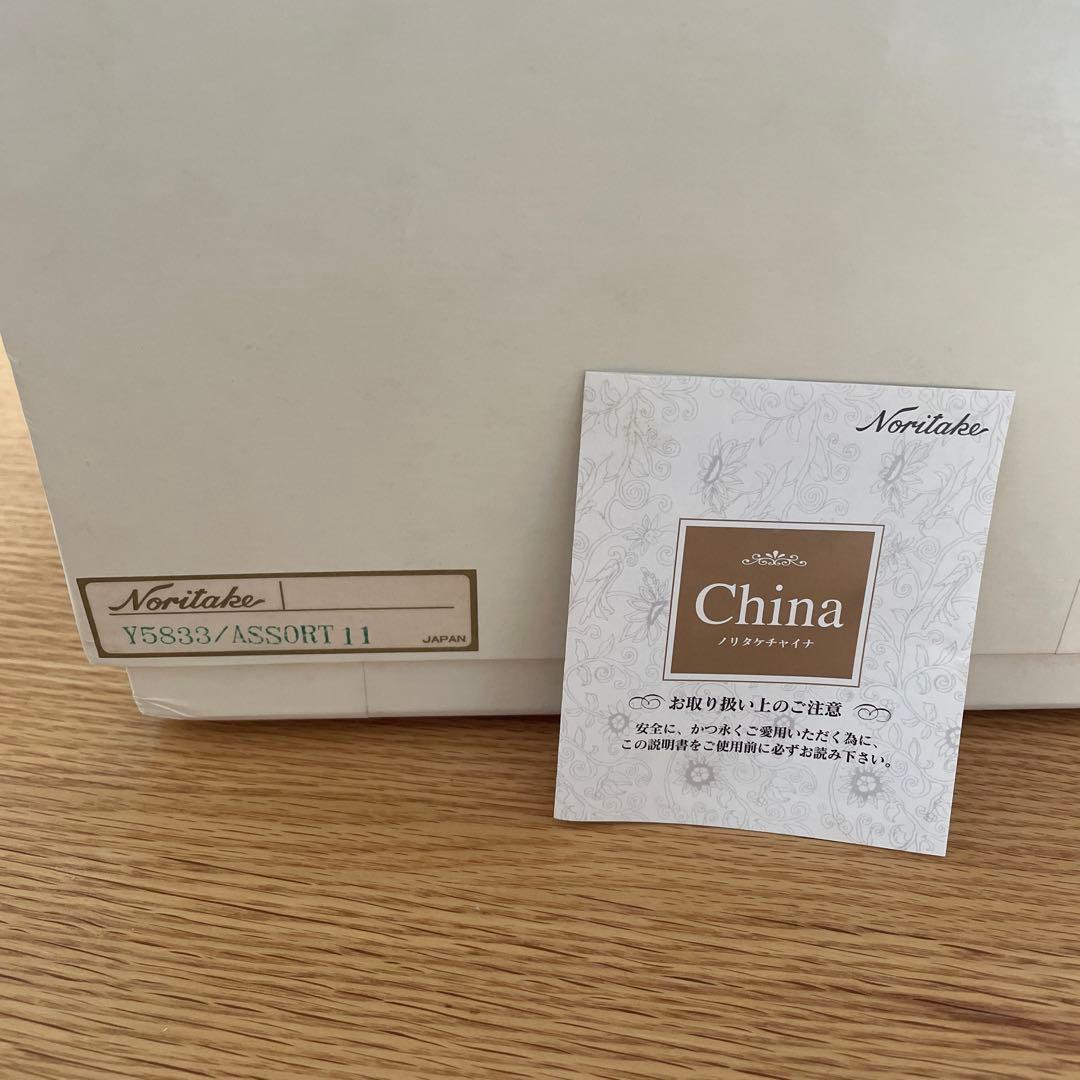 Noritake
Y5833/ASSORT 11
JAPAN
Noritake
China
ノリタケチャイナ
お取り扱い上のご注意
安全に、かつ永くご愛用いただく為に、
この説明書をご使用前に必ずお読み下さい。